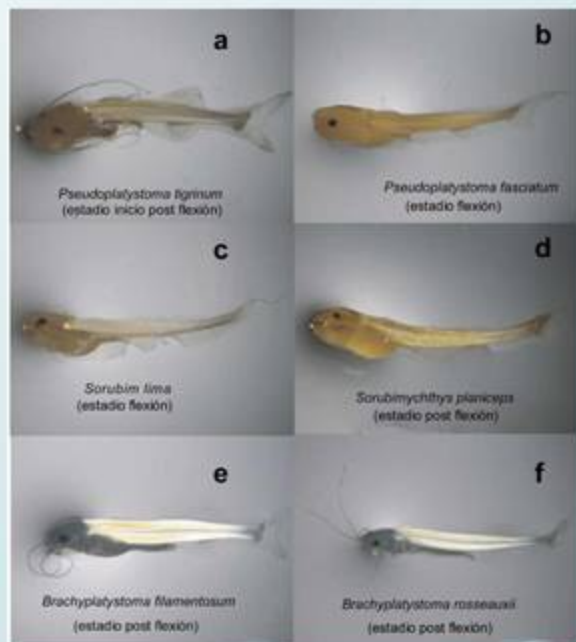 a
Pseudoplatystoma tigrinum
(estadio inicio post flexión)
b
Pseudoplatystoma fasciatum
(estadio flexión)
c
Sorubim lima
(estadio flexión)
d
Sorubimychthys planiceps
(estadio post flexión)
e
Brachyplatystoma filamentosum
(estadio post flexión)
f
Brachyplatystoma rosseauxii
(estadio post flexión)